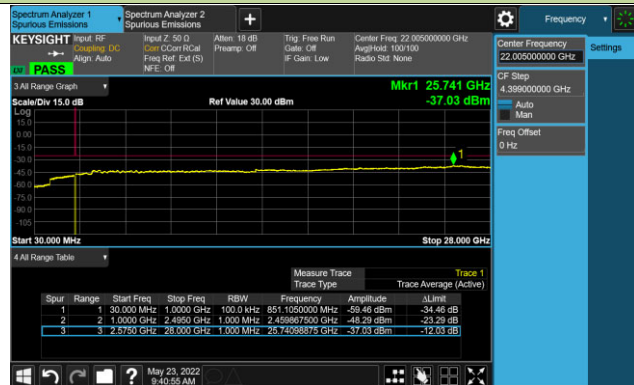 Spectrum Analyzer 1
Spurious Emissions
Spectrum Analyzer 2
Spurious Emissions
+
Frequency
KEYSIGHT
Input: RF
Coupling: DC
Align: Auto
Input Z: 50 Ω
Corr CCorr RCal
Freq Ref: Ext (S)
NFE: Off
Atten: 18 dB
Preamp: Off
Trig: Free Run
Gate: Off
IF Gain: Low
Center Freq: 22.005000000 GHz
Avg|Hold: 100/100
Radio Std: None
PASS
Center Frequency
22.005000000 GHz
Settings
CF Step
4.399000000 GHz
Auto
Man
Freq Offset
0 Hz
3 All Range Graph
Mkr1 25.741 GHz
Scale/Div 15.0 dB
Ref Value 30.00 dBm
-37.03 dBm
Log
15.0
0.00
-15.0
-30.0
-45.0
-60.0
-75.0
-90.0
-105
1
Start 30.000 MHz
Stop 28.000 GHz
4 All Range Table
Measure Trace Trace 1
Trace Type Trace Average (Active)
Spur Range Start Freq Stop Freq RBW Frequency Amplitude ΔLimit
1 1 30.000 MHz 1.0000 GHz 100.0 kHz 851.1050000 MHz -59.46 dBm -34.46 dB
2 2 1.0000 GHz 2.4950 GHz 1.000 MHz 2.459867500 GHz -48.29 dBm -23.29 dB
3 3 2.5750 GHz 28.000 GHz 1.000 MHz 25.74098875 GHz -37.03 dBm -12.03 dB
?
May 23, 2022
9:40:55 AM